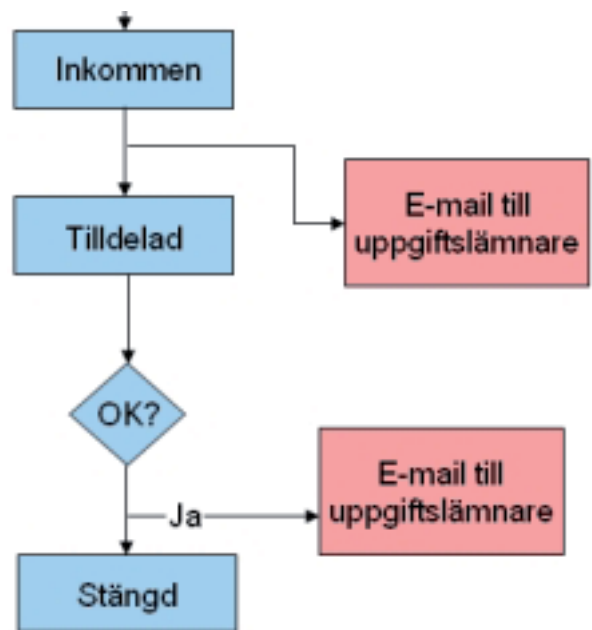 Inkommen
E-mail till
uppgiftslämnare
Tilldelad
OK?
E-mail till
uppgiftslämnare
Ja
Stängd